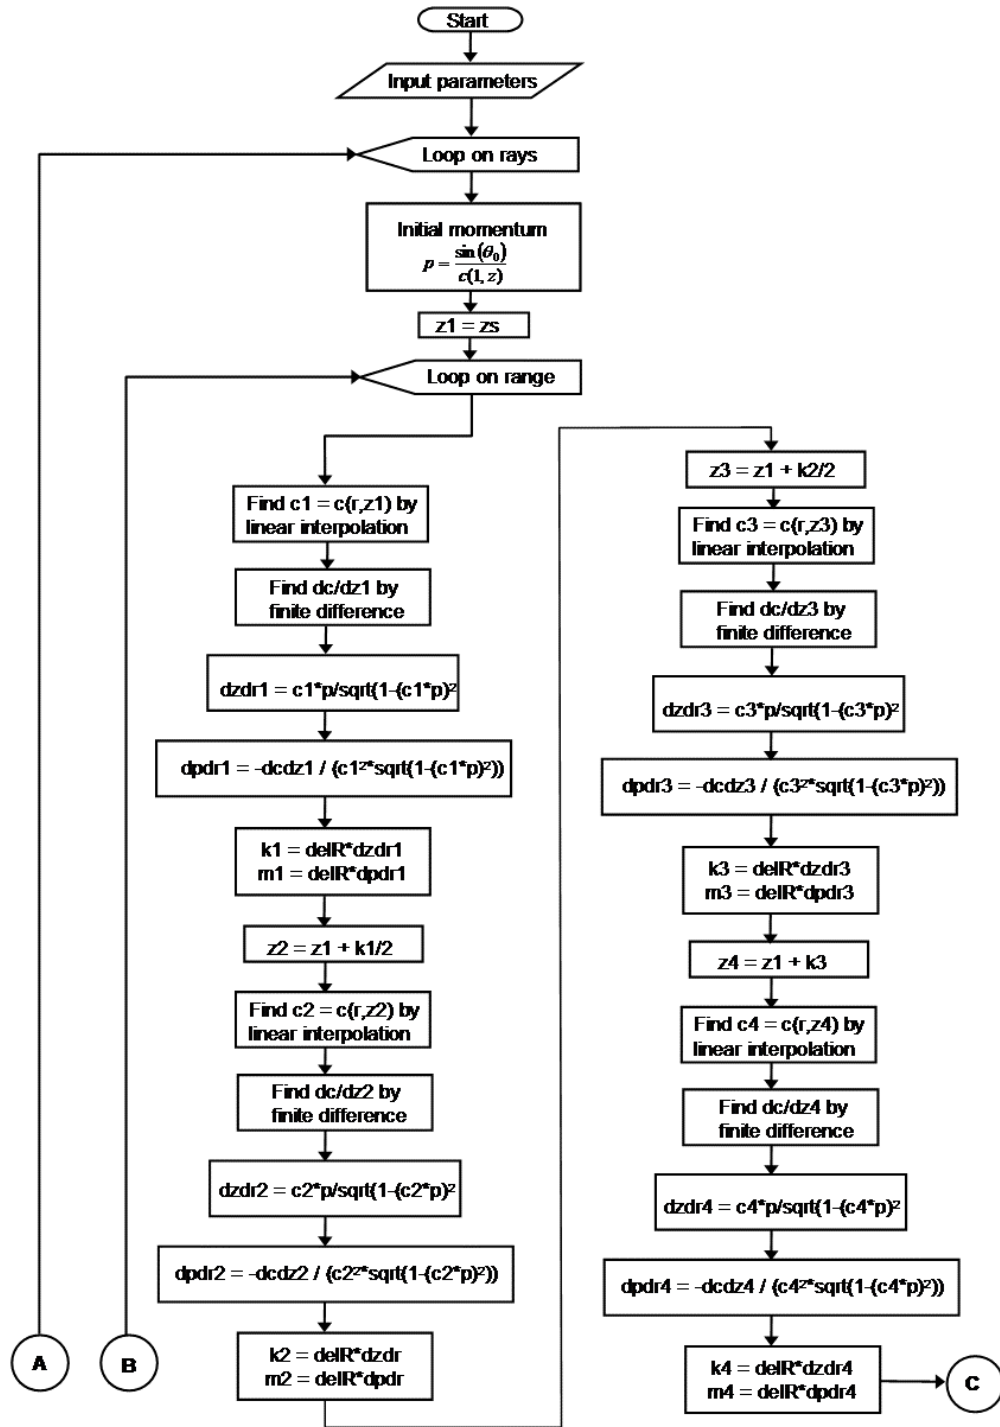 Start
Input parameters
Loop on rays
Initial momentum
p = sin(θ₀) / c(1, z)
z1 = zs
Loop on range
Find c1 = c(r,z1) by
linear interpolation
Find dc/dz1 by
finite difference
dzdr1 = c1*p/sqrt(1-(c1*p)²
dpdr1 = -dcdz1 / (c1²*sqrt(1-(c1*p)²))
k1 = delR*dzdr1
m1 = delR*dpdr1
z2 = z1 + k1/2
Find c2 = c(r,z2) by
linear interpolation
Find dc/dz2 by
finite difference
dzdr2 = c2*p/sqrt(1-(c2*p)²
dpdr2 = -dcdz2 / (c2²*sqrt(1-(c2*p)²))
k2 = delR*dzdr
m2 = delR*dpdr
z3 = z1 + k2/2
Find c3 = c(r,z3) by
linear interpolation
Find dc/dz3 by
finite difference
dzdr3 = c3*p/sqrt(1-(c3*p)²
dpdr3 = -dcdz3 / (c3²*sqrt(1-(c3*p)²))
k3 = delR*dzdr3
m3 = delR*dpdr3
z4 = z1 + k3
Find c4 = c(r,z4) by
linear interpolation
Find dc/dz4 by
finite difference
dzdr4 = c4*p/sqrt(1-(c4*p)²
dpdr4 = -dcdz4 / (c4²*sqrt(1-(c4*p)²))
k4 = delR*dzdr4
m4 = delR*dpdr4
A
B
C